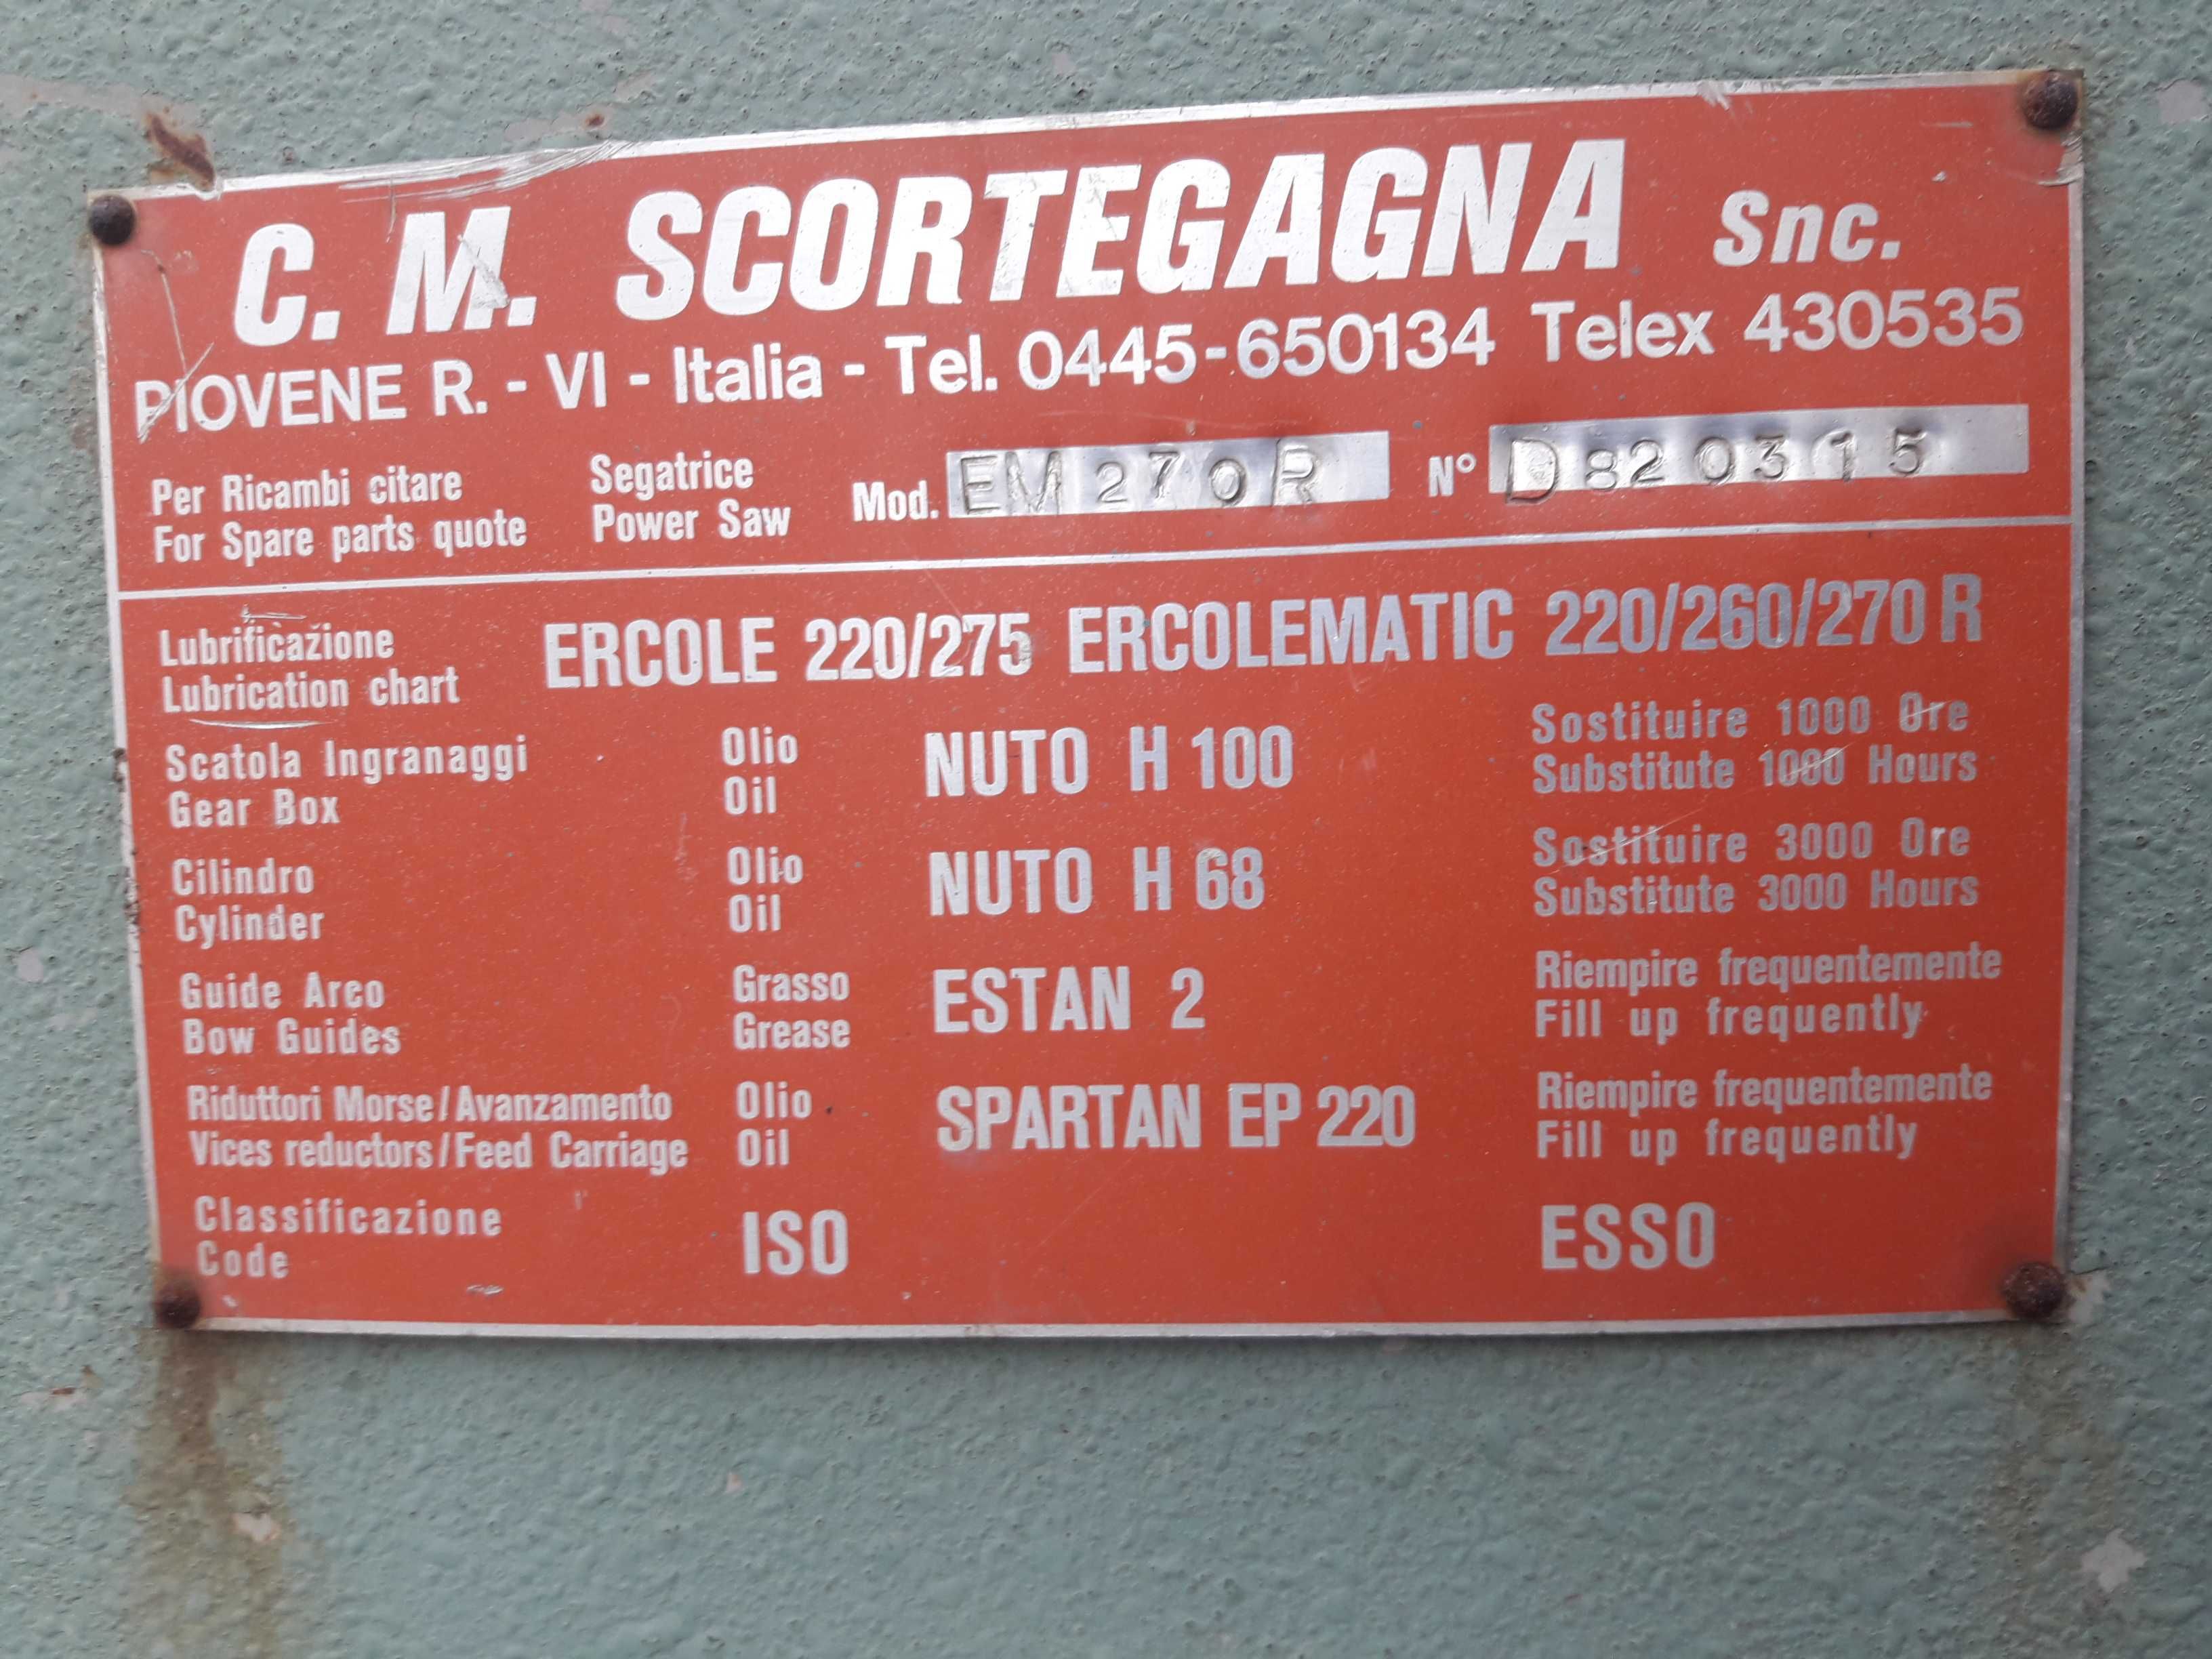 C. M. SCORTEGAGNA Snc.
PIOVENE R. - VI - Italia - Tel. 0445-650134 Telex 430535
Per Ricambi citare Segatrice
For Spare parts quote Power Saw Mod. EM270R N° D820315
Lubrificazione
Lubrication chart ERCOLE 220/275 ERCOLEMATIC 220/260/270 R
Scatola Ingranaggi Olio NUTO H 100 Sostituire 1000 Ore
Gear Box Oil Substitute 1000 Hours
Cilindro Olio NUTO H 68 Sostituire 3000 Ore
Cylinder Oil Substitute 3000 Hours
Guide Arco Grasso ESTAN 2 Riempire frequentemente
Bow Guides Grease Fill up frequently
Riduttori Morse/Avanzamento Olio SPARTAN EP 220 Riempire frequentemente
Vices reductors/Feed Carriage Oil Fill up frequently
Classificazione ISO ESSO
Code